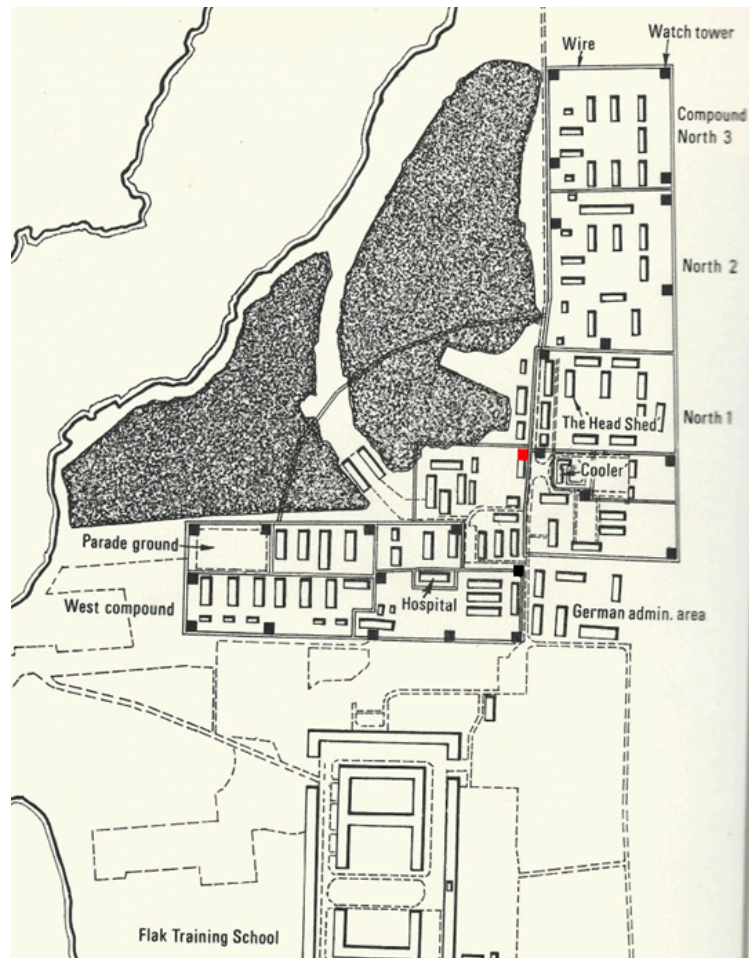 Wire
Watch tower
Compound
North 3
North 2
The Head Shed'
North 1
Cooler'
Parade ground
West compound
Hospital
German admin. area
Flak Training School